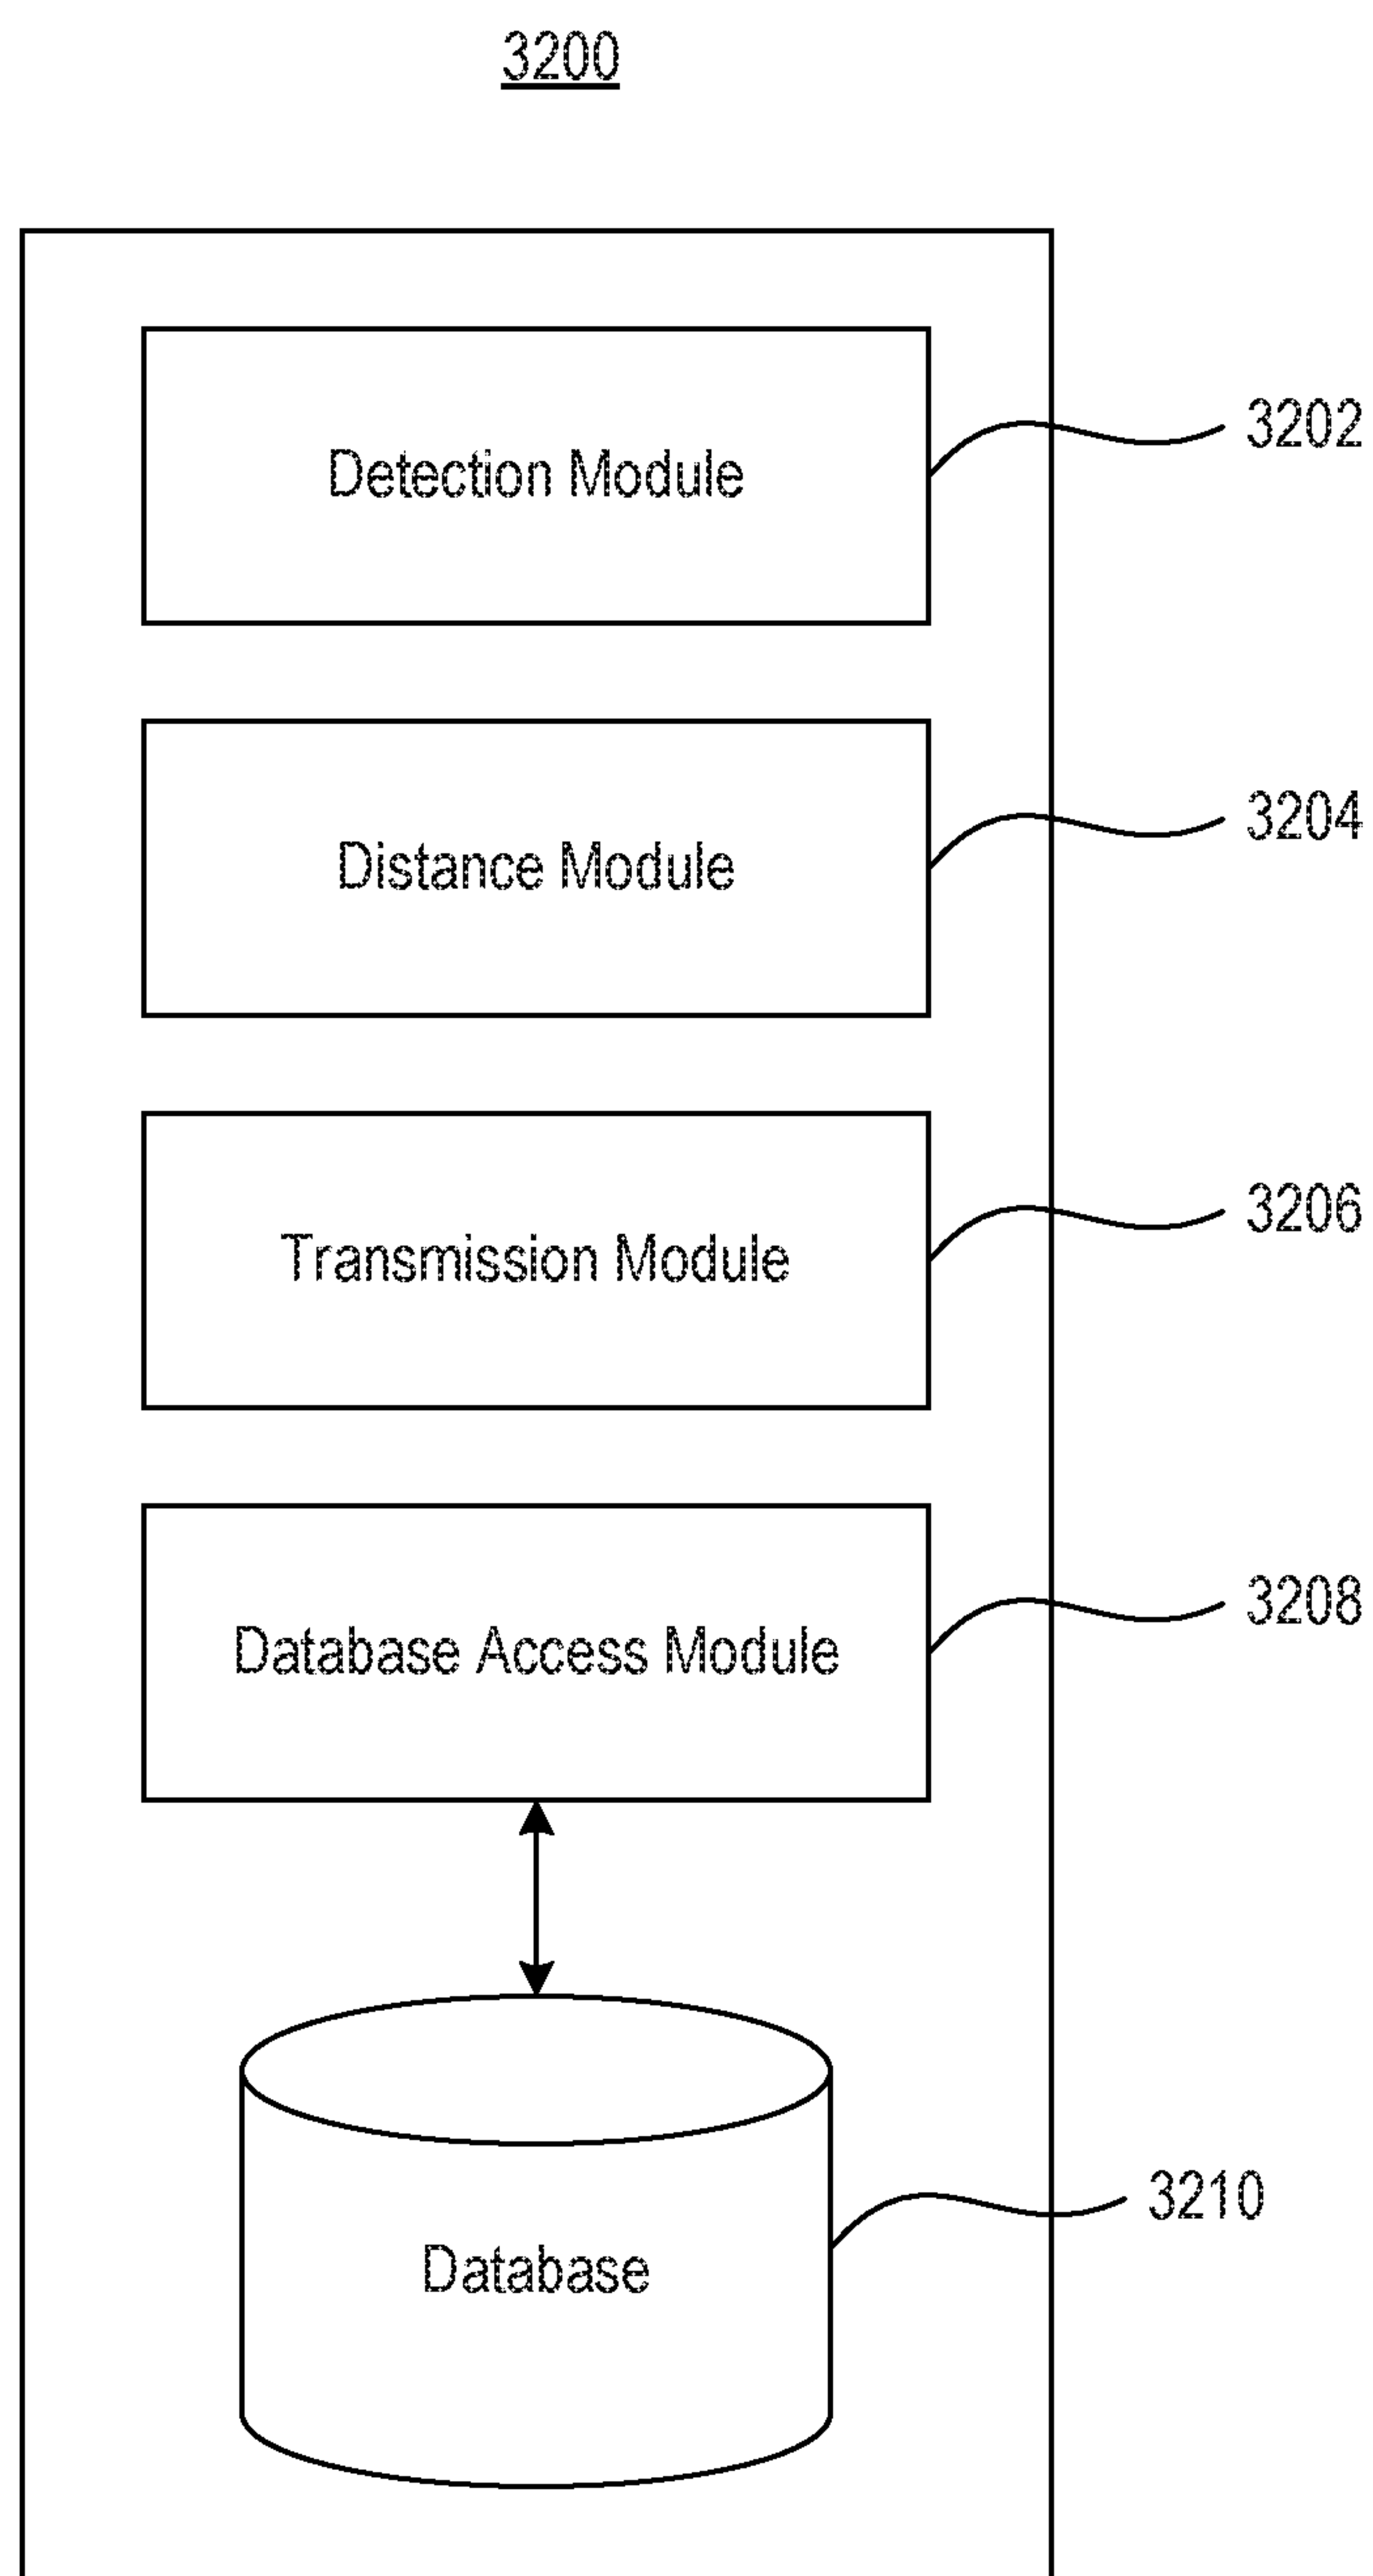 3200
Detection Module
3202
Distance Module
3204
Transmission Module
3206
Database Access Module
3208
Database
3210